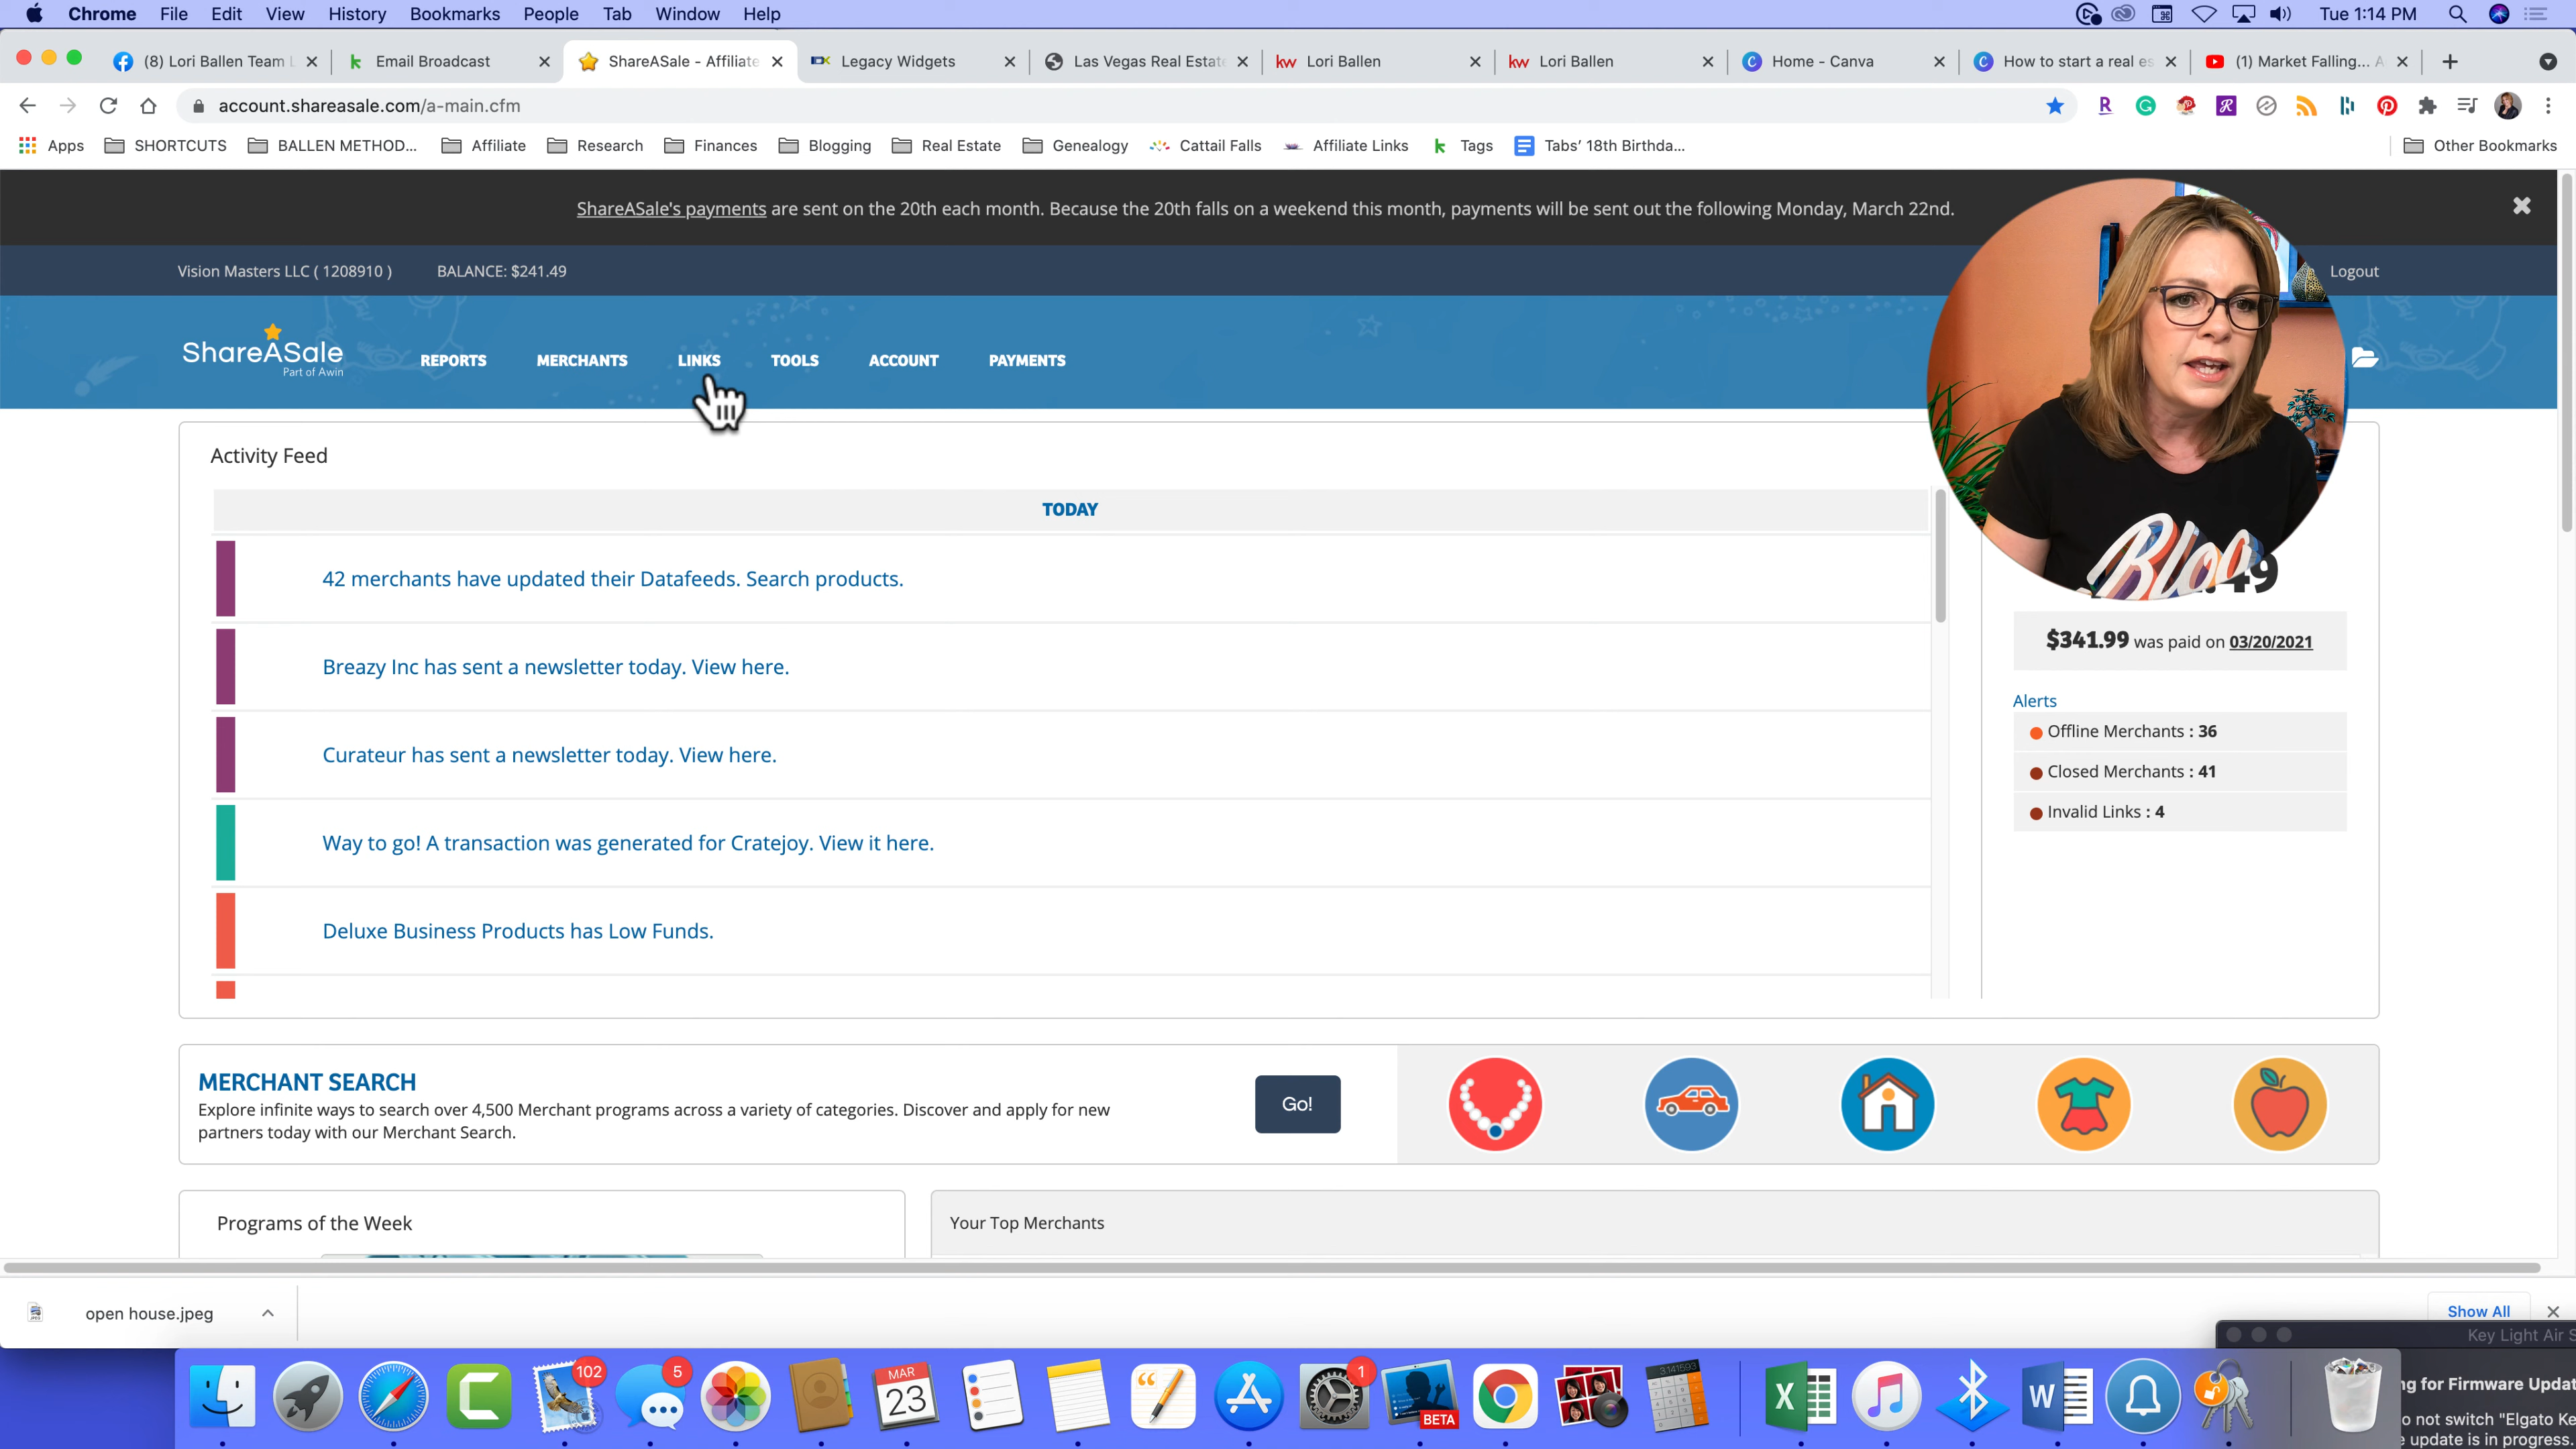 Chrome File Edit View History Bookmarks People Tab Window Help Tue 1:14 PM
(8) Lori Ballen Team L Email Broadcast ShareASale - Affiliate Legacy Widgets Las Vegas Real Estate Lori Ballen Lori Ballen Home - Canva How to start a real es (1) Market Falling... A
account.shareasale.com/a-main.cfm
Apps SHORTCUTS BALLEN METHOD... Affiliate Research Finances Blogging Real Estate Genealogy Cattail Falls Affiliate Links Tags Tabs' 18th Birthda... Other Bookmarks
ShareASale's payments are sent on the 20th each month. Because the 20th falls on a weekend this month, payments will be sent out the following Monday, March 22nd.
Vision Masters LLC ( 1208910 ) BALANCE: $241.49 Logout
ShareASale
Part of Awin
REPORTS MERCHANTS LINKS TOOLS ACCOUNT PAYMENTS
Activity Feed
TODAY
42 merchants have updated their Datafeeds. Search products.
Breazy Inc has sent a newsletter today. View here.
Curateur has sent a newsletter today. View here.
Way to go! A transaction was generated for Cratejoy. View it here.
Deluxe Business Products has Low Funds.
49
$341.99 was paid on 03/20/2021
Alerts
Offline Merchants : 36
Closed Merchants : 41
Invalid Links : 4
MERCHANT SEARCH
Explore infinite ways to search over 4,500 Merchant programs across a variety of categories. Discover and apply for new
partners today with our Merchant Search.
Go!
Programs of the Week
Your Top Merchants
open house.jpeg
Show All
Key Light Air S
102
5
MAR
23
1
BETA
3.141593
ng for Firmware Updat
o not switch "Elgato Ke
e update is in progress.